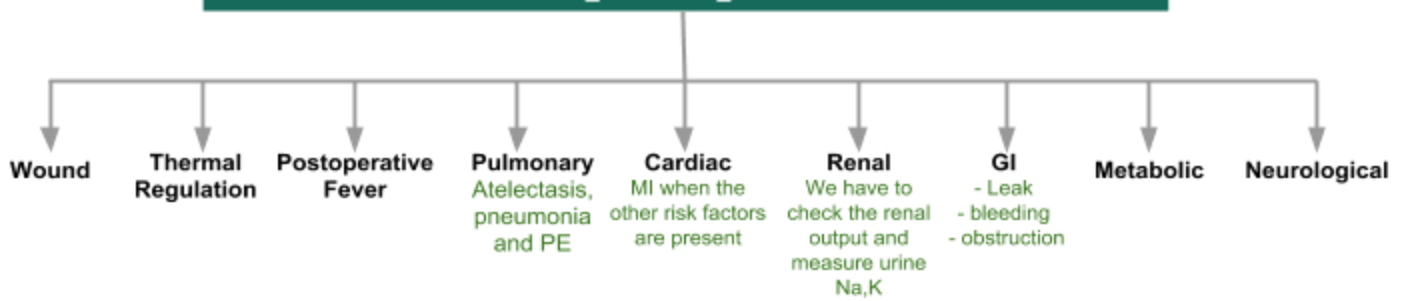 Wound
Thermal
Regulation
Postoperative
Fever
Pulmonary
Atelectasis,
pneumonia
and PE
Cardiac
MI when the
other risk factors
are present
Renal
We have to
check the renal
output and
measure urine
Na,K
GI
- Leak
- bleeding
- obstruction
Metabolic
Neurological